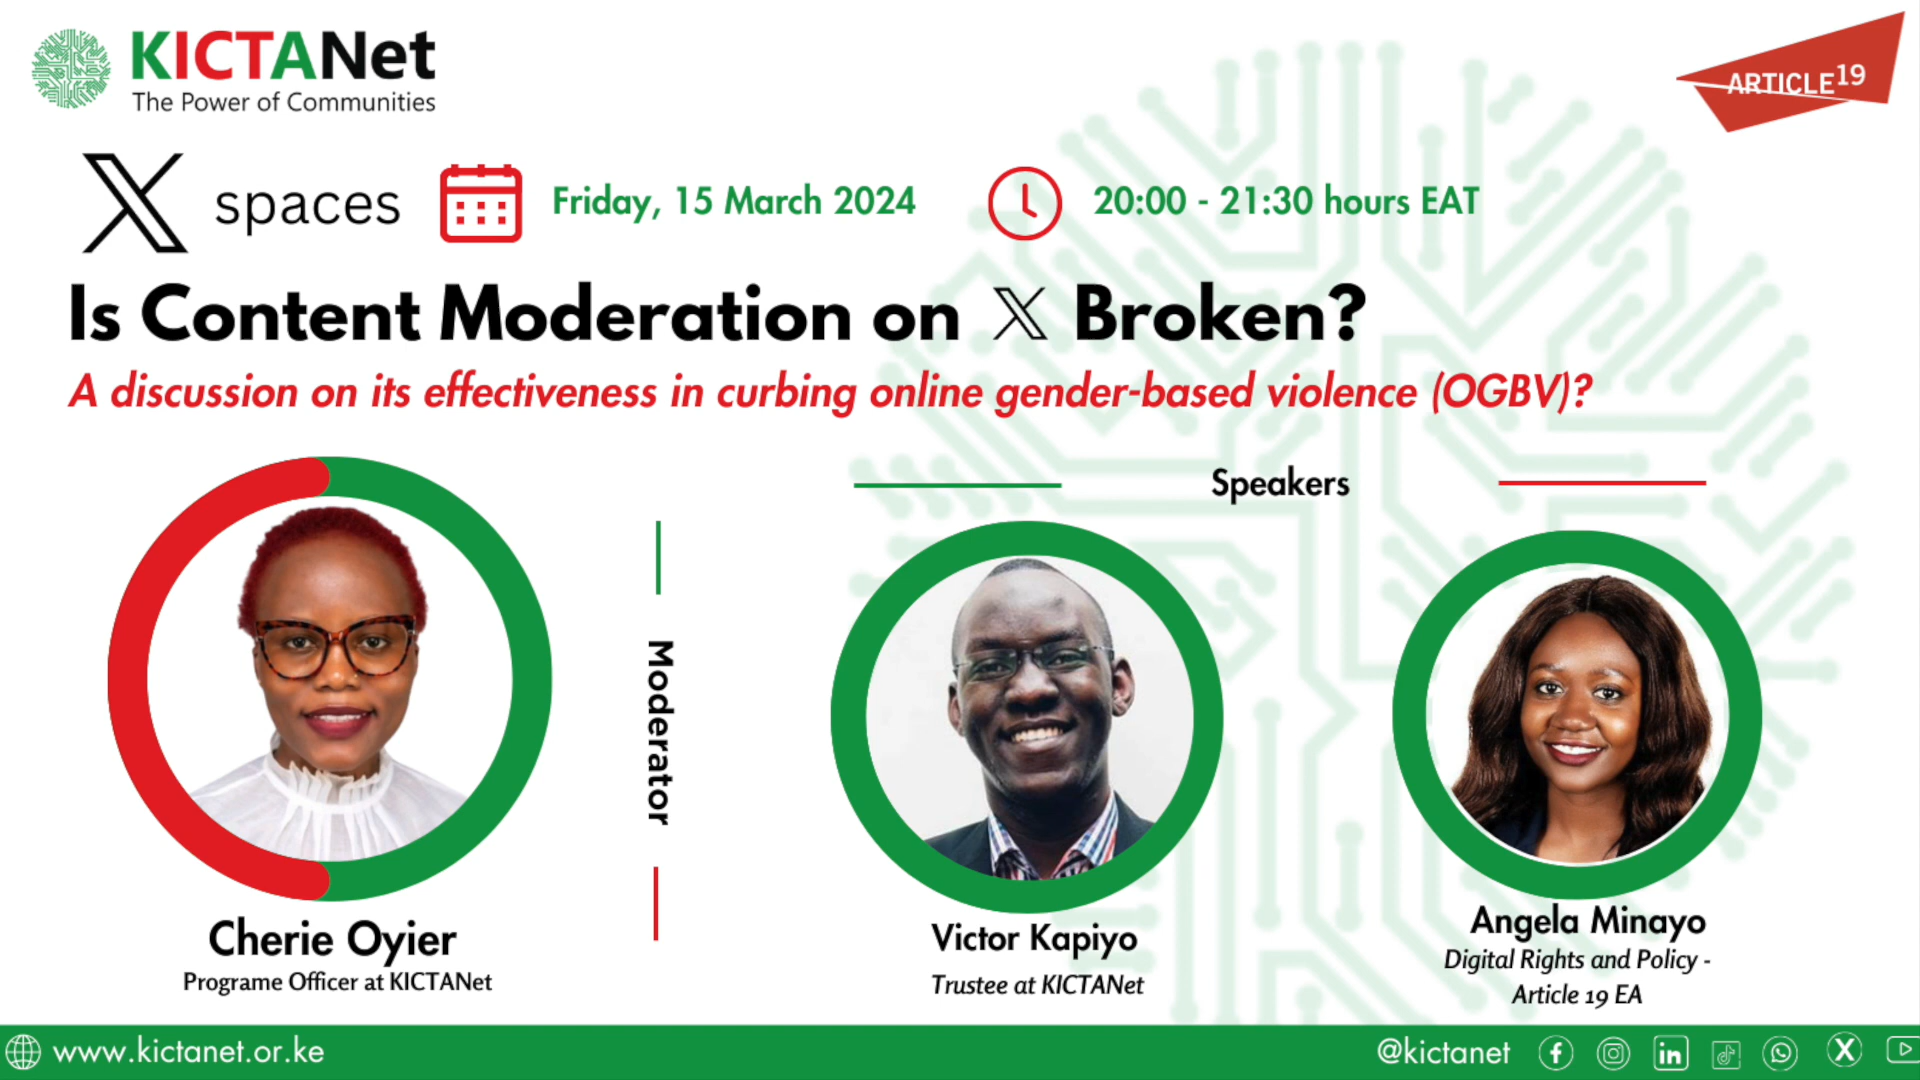 KICTANet
The Power of Communities
ARTICLE19
X spaces
Friday, 15 March 2024
20:00 - 21:30 hours EAT
Is Content Moderation on X Broken?
A discussion on its effectiveness in curbing online gender-based violence (OGBV)?
Moderator
Cherie Oyier
Programe Officer at KICTANet
Speakers
Victor Kapiyo
Trustee at KICTANet
Angela Minayo
Digital Rights and Policy -
Article 19 EA
www.kictanet.or.ke
@kictanet